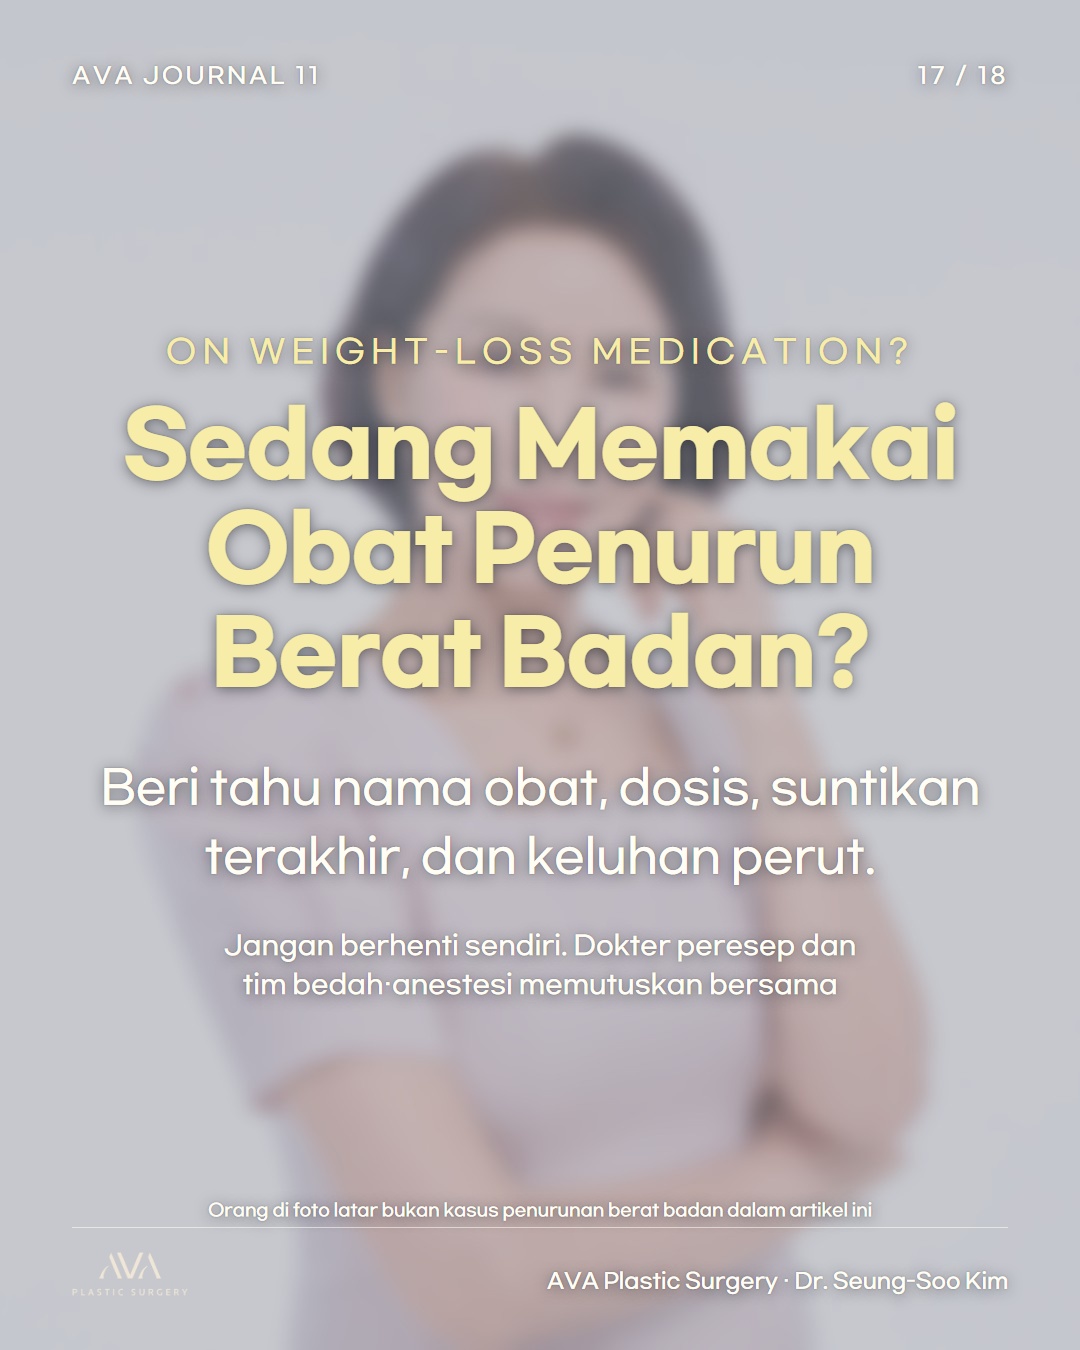 AVA JOURNAL 11
17 / 18
ON WEIGHT-LOSS MEDICATION?
Sedang Memakai
Obat Penurun
Berat Badan?
Beri tahu nama obat, dosis, suntikan
terakhir, dan keluhan perut.
Jangan berhenti sendiri. Dokter peresep dan
tim bedah·anestesi memutuskan bersama
Orang di foto latar bukan kasus penurunan berat badan dalam artikel ini
AVA
PLASTIC SURGERY
AVA Plastic Surgery · Dr. Seung-Soo Kim